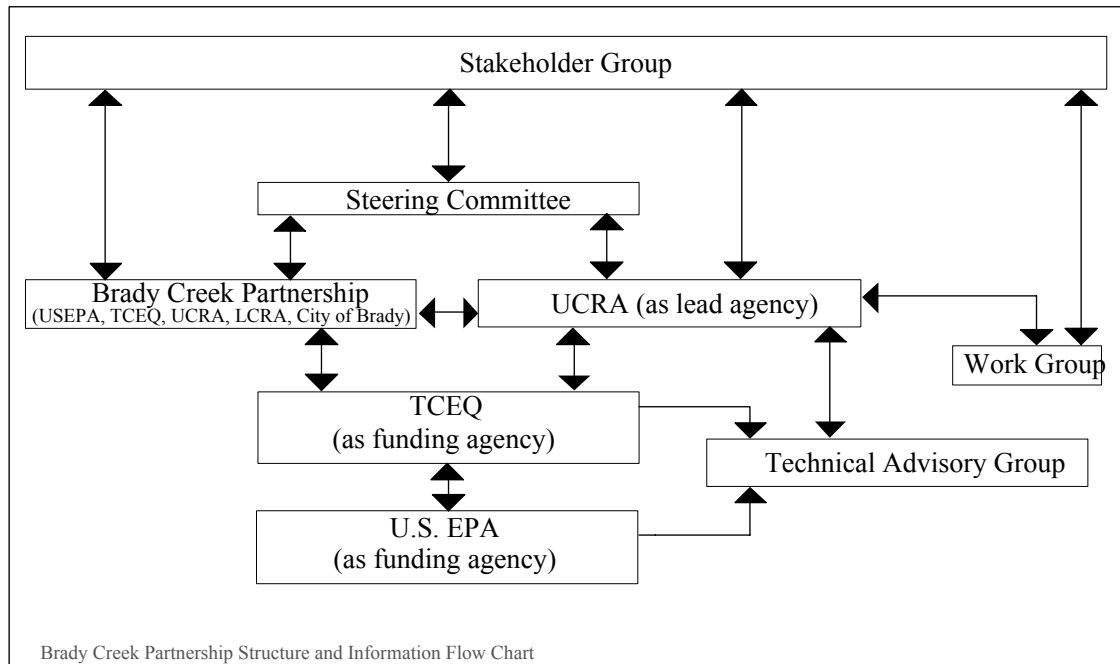 Stakeholder Group
Steering Committee
Brady Creek Partnership
(USEPA, TCEQ, UCRA, LCRA, City of Brady)
UCRA (as lead agency)
Work Group
TCEQ
(as funding agency)
Technical Advisory Group
U.S. EPA
(as funding agency)
Brady Creek Partnership Structure and Information Flow Chart